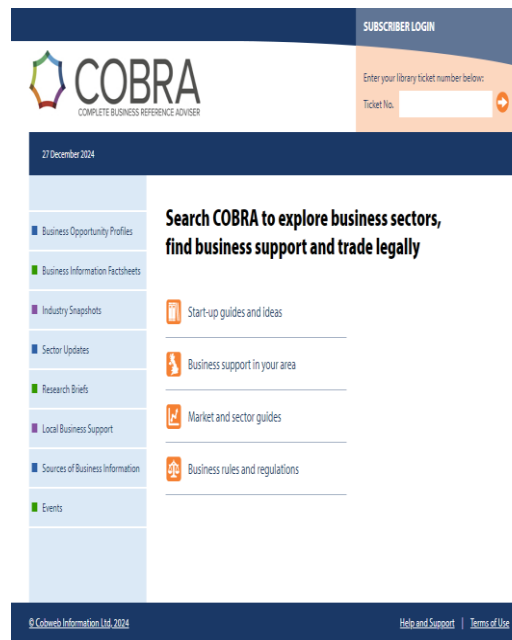 SUBSCRIBER LOGIN
COBRA
COMPLETE BUSINESS REFERENCE ADVISER
Enter your library ticket number below:
Ticket No.
27 December 2024
Business Opportunity Profiles
Business Information Factsheets
Industry Snapshots
Sector Updates
Research Briefs
Local Business Support
Sources of Business Information
Events
Search COBRA to explore business sectors,
find business support and trade legally
Start-up guides and ideas
Business support in your area
Market and sector guides
Business rules and regulations
© Cobweb Information Ltd, 2024
Help and Support | Terms of Use